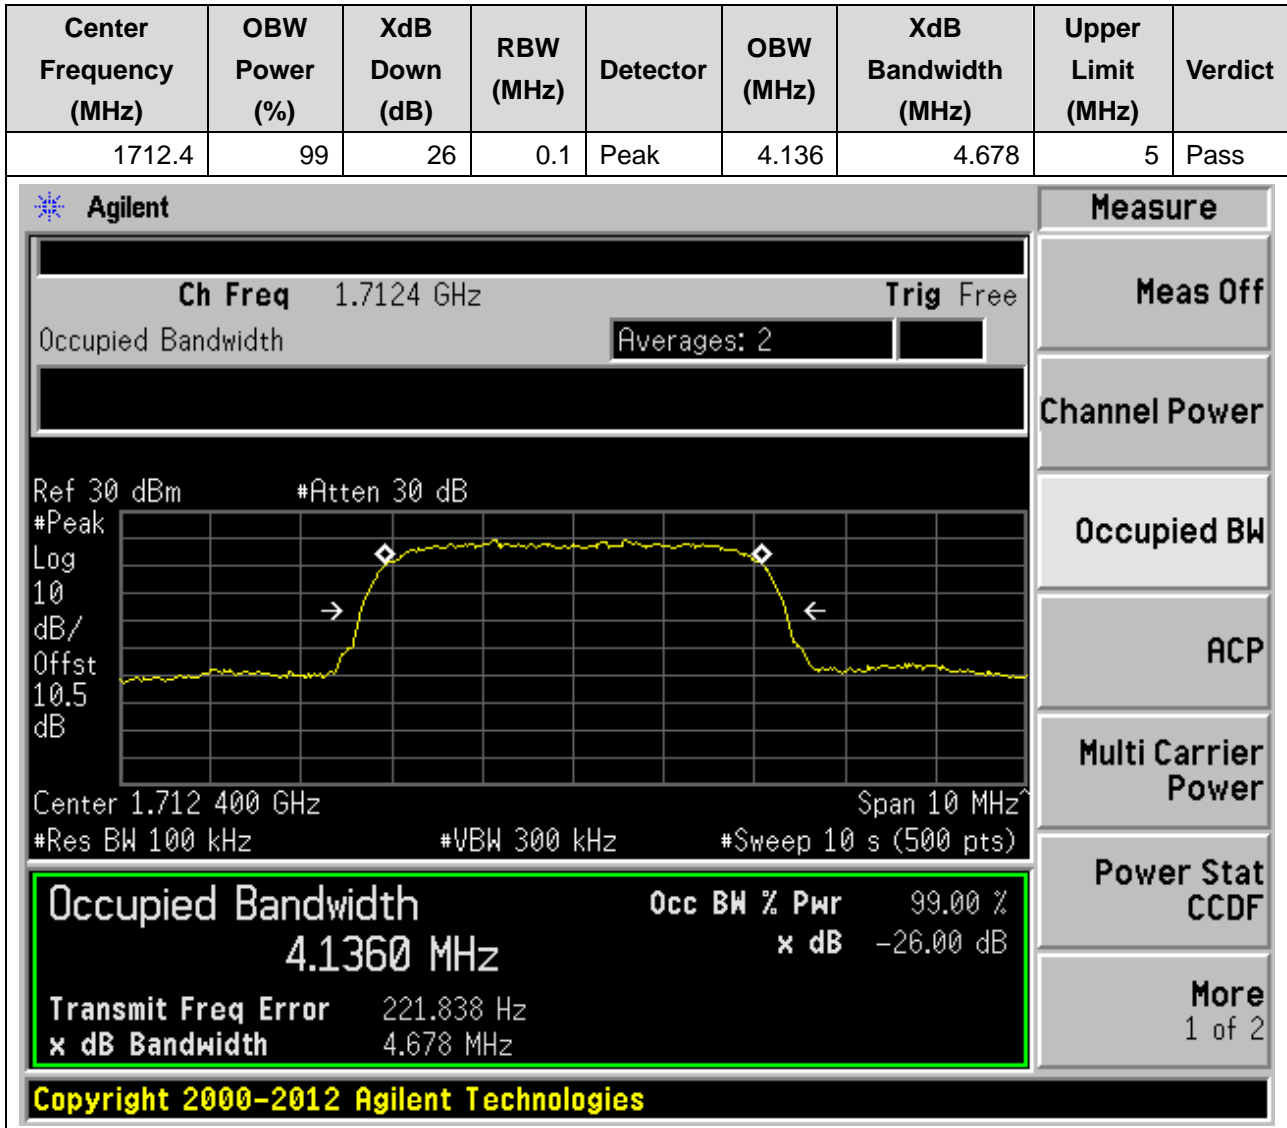 Center Frequency (MHz) OBW Power (%) XdB Down (dB) RBW (MHz) Detector OBW (MHz) XdB Bandwidth (MHz) Upper Limit (MHz) Verdict
1712.4 99 26 0.1 Peak 4.136 4.678 5 Pass
Agilent
Measure
Ch Freq 1.7124 GHz Trig Free
Meas Off
Occupied Bandwidth Averages: 2
Channel Power
Ref 30 dBm #Atten 30 dB
#Peak
Log
10
dB/
Offst
10.5
dB
Occupied BW
ACP
Multi Carrier
Power
Center 1.712 400 GHz Span 10 MHz^
#Res BW 100 kHz #VBW 300 kHz #Sweep 10 s (500 pts)
Power Stat
CCDF
Occupied Bandwidth Occ BW % Pwr 99.00 %
4.1360 MHz x dB -26.00 dB
Transmit Freq Error 221.838 Hz
x dB Bandwidth 4.678 MHz
More
1 of 2
Copyright 2000-2012 Agilent Technologies